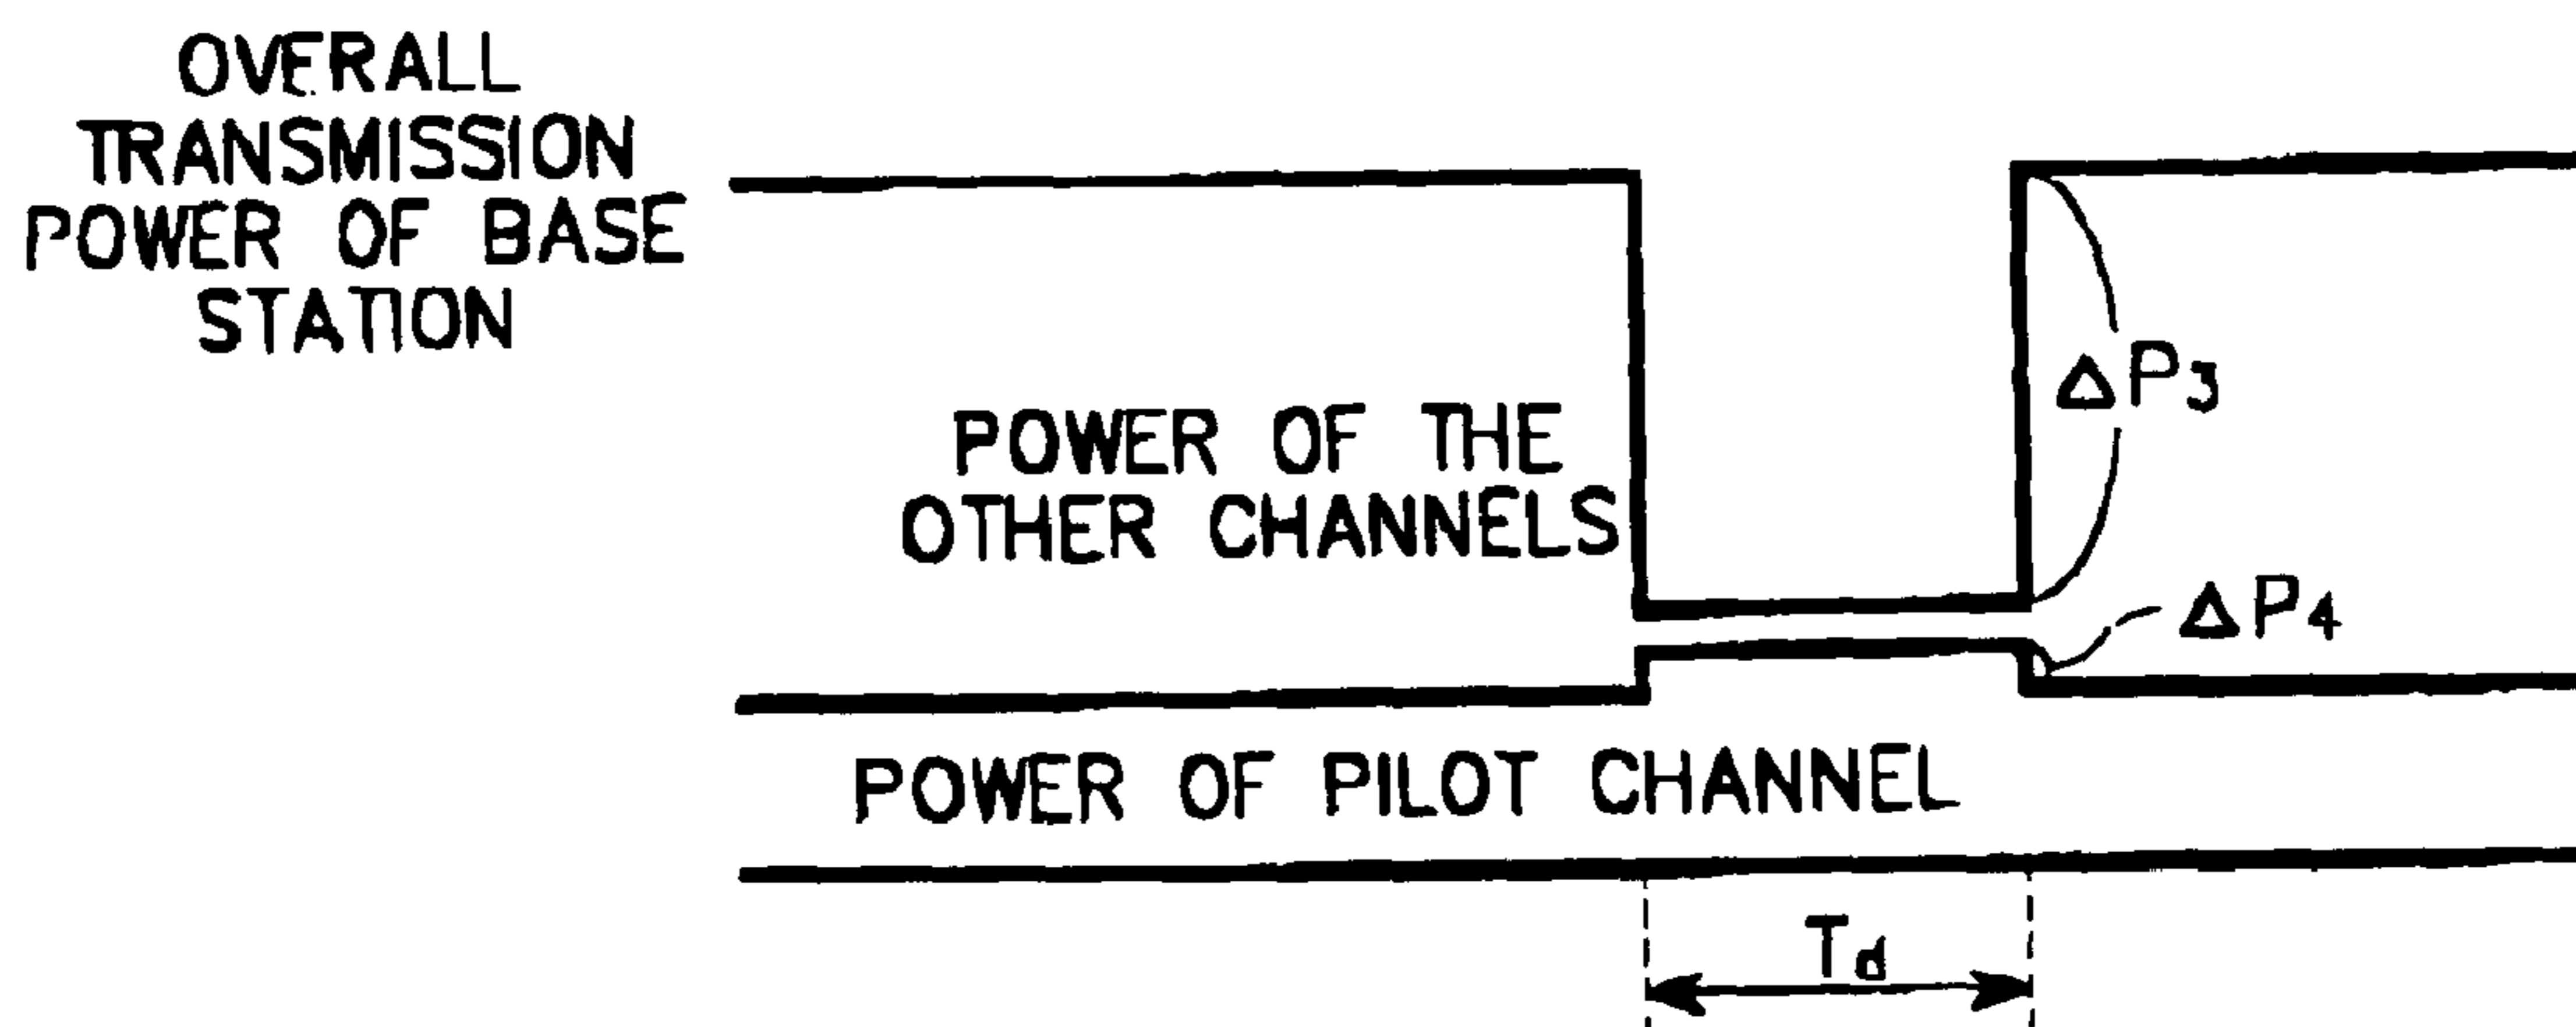 OVERALL
TRANSMISSION
POWER OF BASE
STATION
POWER OF THE
OTHER CHANNELS
ΔP3
ΔP4
POWER OF PILOT CHANNEL
Td